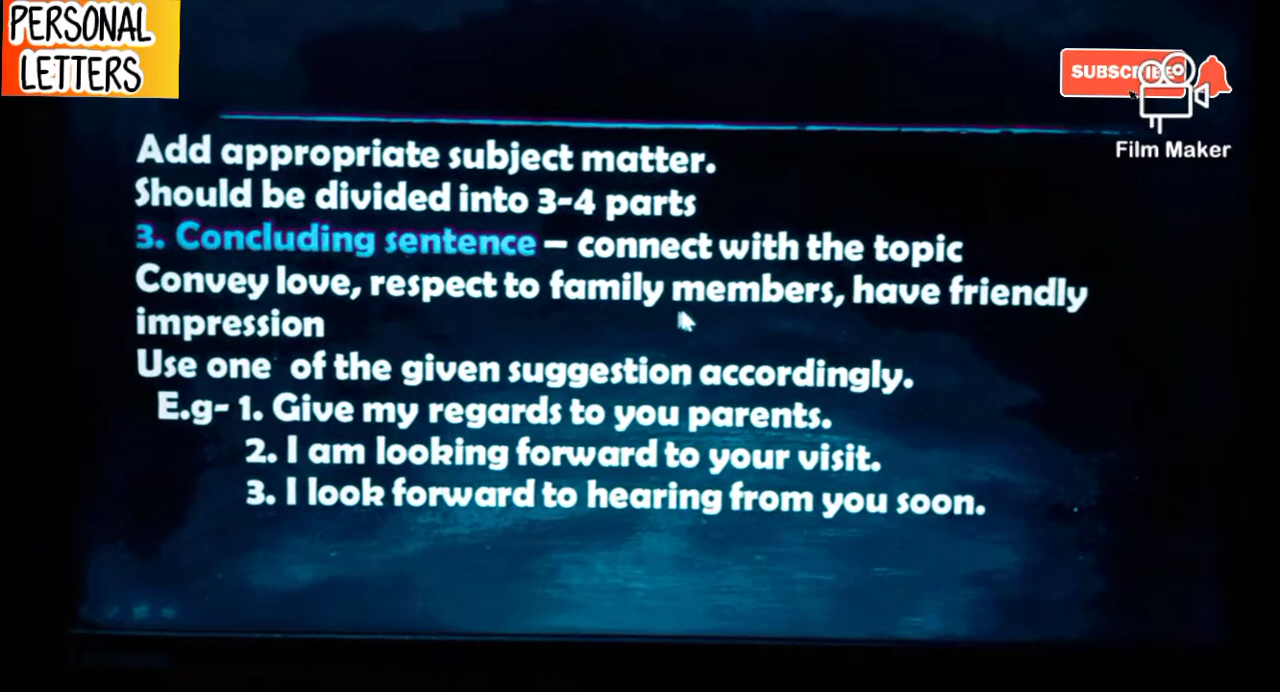 PERSONAL
LETTERS
SUBSCRIBE
Film Maker
Add appropriate subject matter.
Should be divided into 3-4 parts
3. Concluding sentence – connect with the topic
Convey love, respect to family members, have friendly
impression
Use one of the given suggestion accordingly.
E.g- 1. Give my regards to you parents.
2. I am looking forward to your visit.
3. I look forward to hearing from you soon.